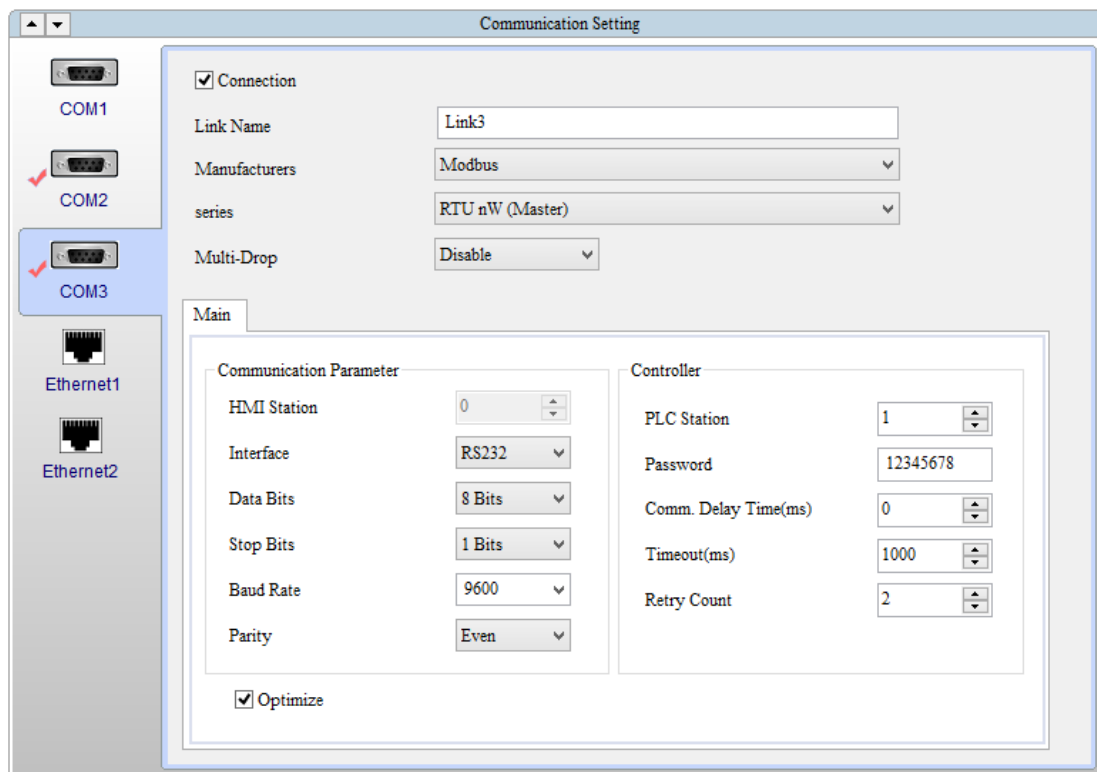 Communication Setting
COM1
COM2
COM3
Ethernet1
Ethernet2
Connection
Link Name Link3
Manufacturers Modbus
series RTU nW (Master)
Multi-Drop Disable
Main
Communication Parameter
HMI Station 0
Interface RS232
Data Bits 8 Bits
Stop Bits 1 Bits
Baud Rate 9600
Parity Even
Optimize
Controller
PLC Station 1
Password 12345678
Comm. Delay Time(ms) 0
Timeout(ms) 1000
Retry Count 2